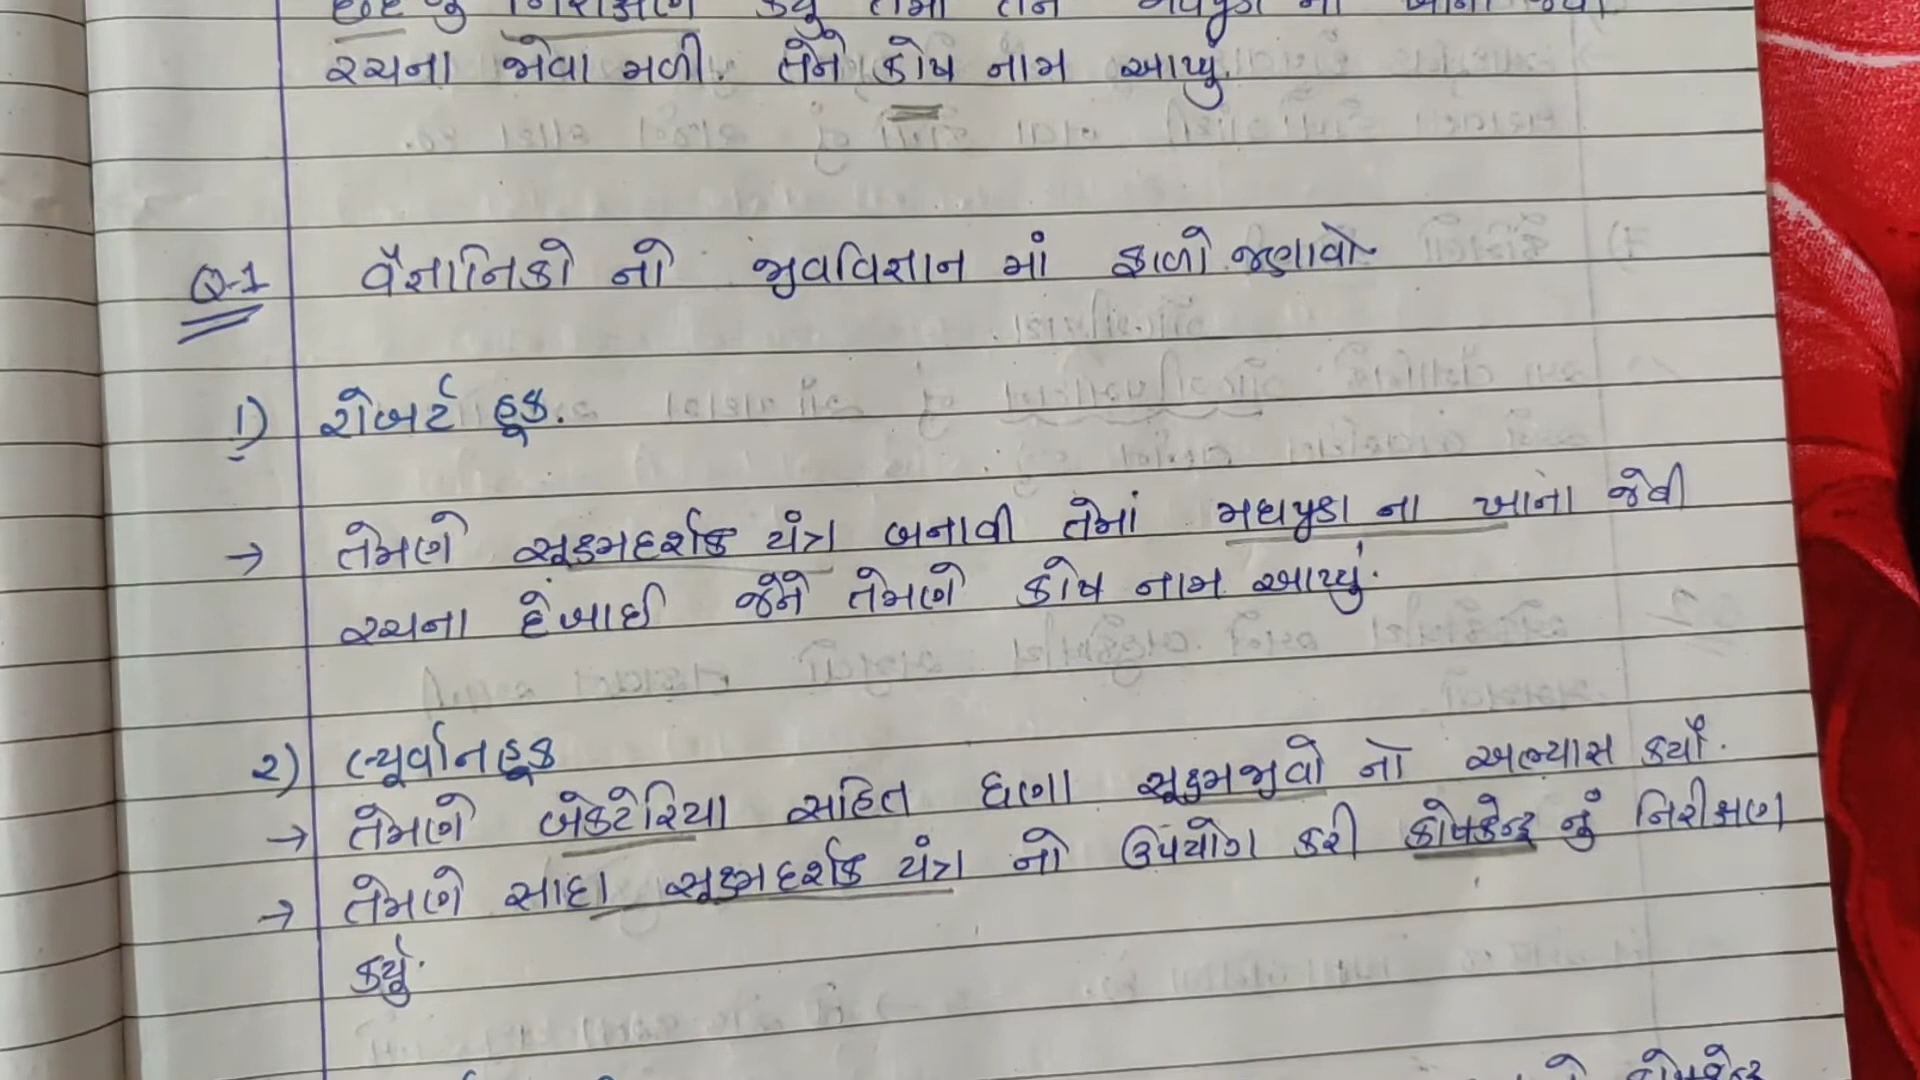 રચના જોવા મળી. તેને કોષ નામ આપ્યું.
Q-1 વૈજ્ઞાનિકો નો જીવવિજ્ઞાન માં ફાળો જણાવો
1) રોબર્ટ હૂક.
→ તેમણે સૂક્ષ્મદર્શક યંત્ર બનાવી તેમાં મધપુડા ના ખાના જેવી
રચના દેખાઈ જેને તેમણે કોષ નામ આપ્યું.
૨) લ્યૂવોનહૂક
→ તેમણે બેક્ટેરિયા સહિત ઘણા સૂક્ષ્મજીવો નો અભ્યાસ કર્યો.
→ તેમણે સાદા સૂક્ષ્મદર્શક યંત્ર નો ઉપયોગ કરી કોષકેન્દ્ર નું નિરીક્ષણ
કર્યું.